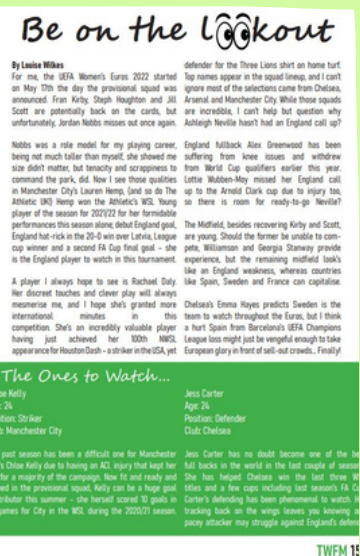 Be on the lookout
By Louise Wilkes
For me, the UEFA Women's Euros 2022 started
on May 17th the day the provisional squad was
announced. Fran Kirby, Steph Houghton and Jill
Scott are potentially back on the cards, but
unfortunately, Jordan Nobbs misses out once again.
Nobbs was a role model for my playing career,
being not much taller than myself, she showed me
size didn't matter, but tenacity and scrappiness to
command the park, did. Now I see those qualities
in Manchester City's Lauren Hemp, (and so do The
Athletic UK!) Hemp won the Athletic's WSL Young
player of the season for 2021/22 for her formidable
performances this season alone; debut England goal,
England hat-rick in the 20-0 win over Latvia, League
cup winner and a second FA Cup final goal - she
is the England player to watch in this tournament.
A player I always hope to see is Rachael Daly.
Her discreet touches and clever play will always
mesmerise me, and I hope she's granted more
international minutes in this
competition. She's an incredibly valuable player
having just achieved her 100th NWSL
appearance for Houston Dash - a striker in the USA, yet
defender for the Three Lions shirt on home turf.
Top names appear in the squad lineup, and I can't
ignore most of the selections came from Chelsea,
Arsenal and Manchester City. While those squads
are incredible, I can't help but question why
Ashleigh Neville hasn't had an England call up?
England fullback Alex Greenwood has been
suffering from knee issues and withdrew
from World Cup qualifiers earlier this year.
Lotte Wubben-Moy missed her England call
up to the Arnold Clark cup due to injury too,
so there is room for ready-to-go Neville?
The Midfield, besides recovering Kirby and Scott,
are young. Should the former be unable to com-
pete, Williamson and Georgia Stanway provide
experience, but the remaining midfield look's
like an England weakness, whereas countries
like Spain, Sweden and France can capitalise.
Chelsea's Emma Hayes predicts Sweden is the
team to watch throughout the Euros, but I think
a hurt Spain from Barcelona's UEFA Champions
League loss might just be vengeful enough to take
European glory in front of sell-out crowds... Finally!
The Ones to Watch...
oe Kelly
: 24
ition: Striker
b: Manchester City
past season has been a difficult one for Manchester
's Chloe Kelly due to having an ACL injury that kept her
for a majority of the campaign. Now fit and ready and
ed in the provisional squad, Kelly can be a huge goal
tributor this summer - she herself scored 10 goals in
games for City in the WSL during the 2020/21 season.
Jess Carter
Age: 24
Position: Defender
Club: Chelsea
Jess Carter has no doubt become one of the be
full backs in the world in the last couple of season
She has helped Chelsea win the last three W
titles and a few cups including last season's FA Cu
Carter's defending has been phenomenal to watch. H
tracking back on the wings leaves you knowing a
pacey attacker may struggle against England's defen
TWFM 15